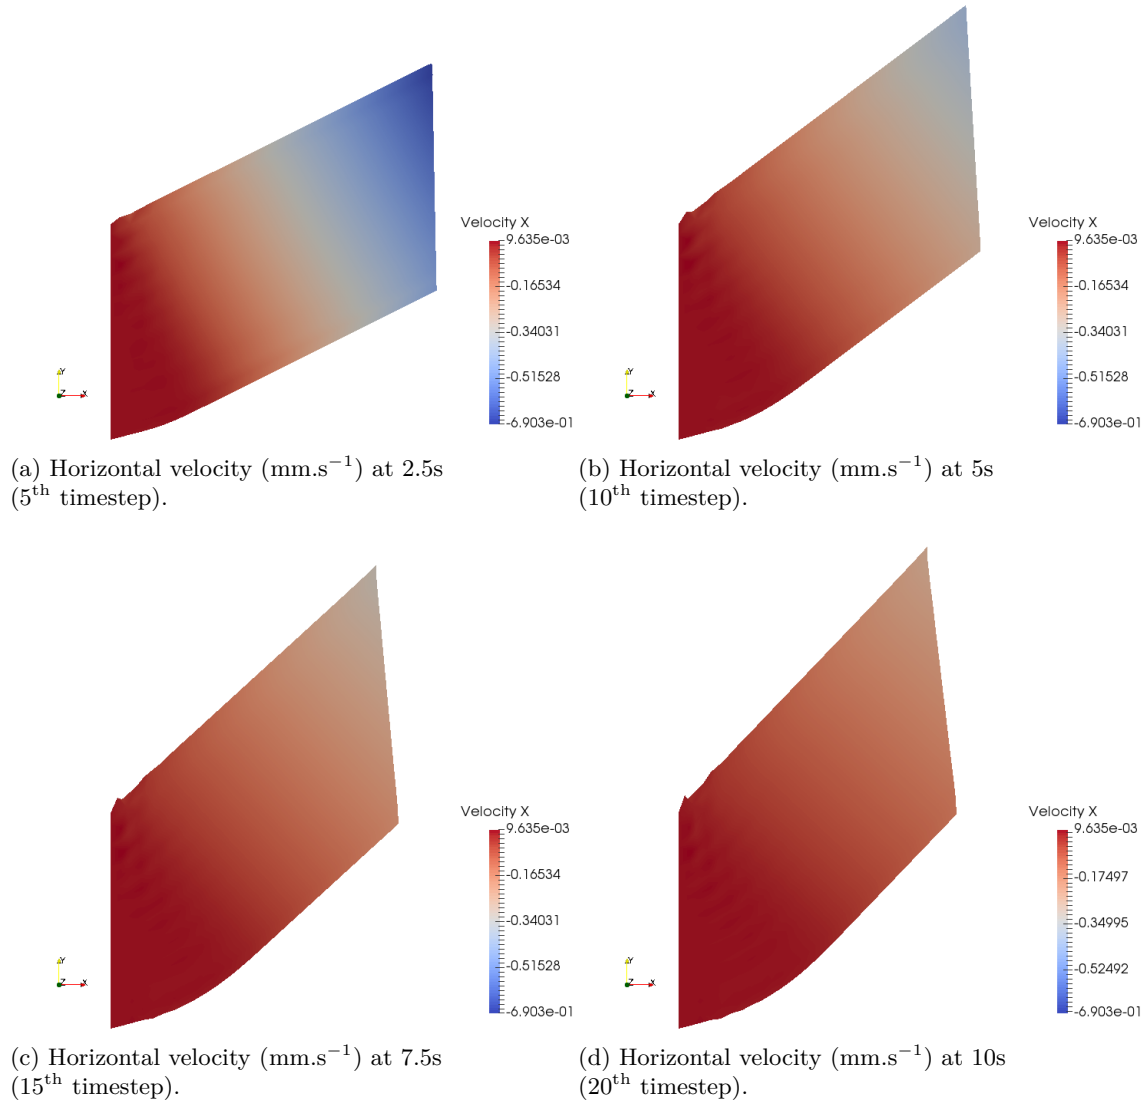 Velocity X
9.635e-03
-0.16534
-0.34031
-0.51528
-6.903e-01
Y
Z
X
(a) Horizontal velocity (mm.s⁻¹) at 2.5s
(5ᵗʰ timestep).
Velocity X
9.635e-03
-0.16534
-0.34031
-0.51528
-6.903e-01
Y
Z
X
(b) Horizontal velocity (mm.s⁻¹) at 5s
(10ᵗʰ timestep).
Velocity X
9.635e-03
-0.16534
-0.34031
-0.51528
-6.903e-01
Y
Z
X
(c) Horizontal velocity (mm.s⁻¹) at 7.5s
(15ᵗʰ timestep).
Velocity X
9.635e-03
-0.17497
-0.34995
-0.52492
-6.903e-01
Y
Z
X
(d) Horizontal velocity (mm.s⁻¹) at 10s
(20ᵗʰ timestep).